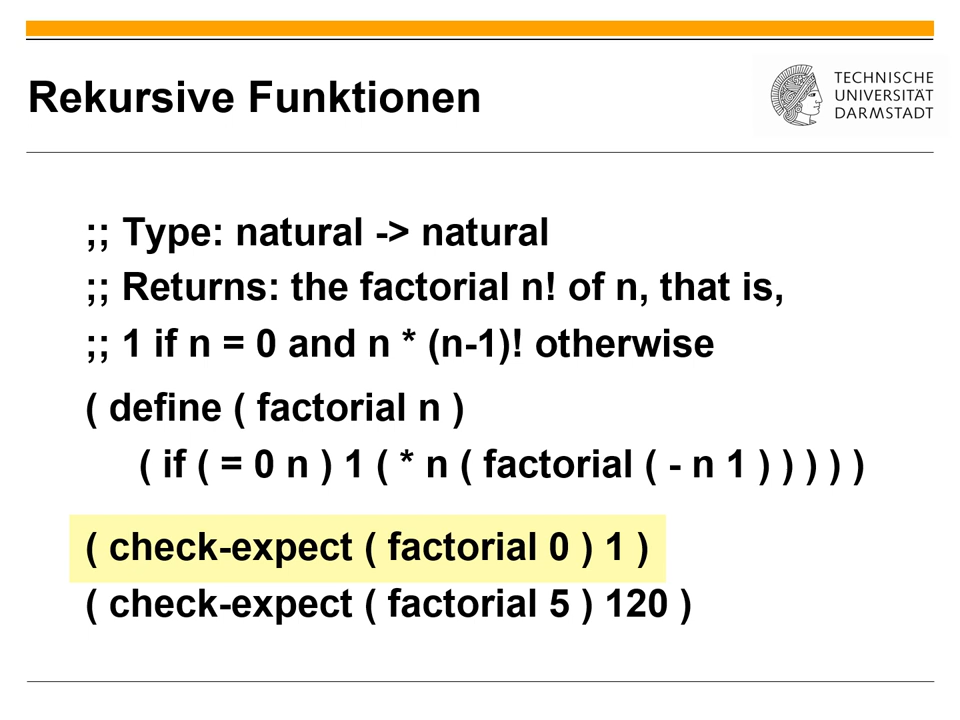 Rekursive Funktionen
TECHNISCHE
UNIVERSITÄT
DARMSTADT
;; Type: natural -> natural
;; Returns: the factorial n! of n, that is,
;; 1 if n = 0 and n * (n-1)! otherwise
( define ( factorial n )
( if ( = 0 n ) 1 ( * n ( factorial ( - n 1 ) ) ) ) )
( check-expect ( factorial 0 ) 1 )
( check-expect ( factorial 5 ) 120 )